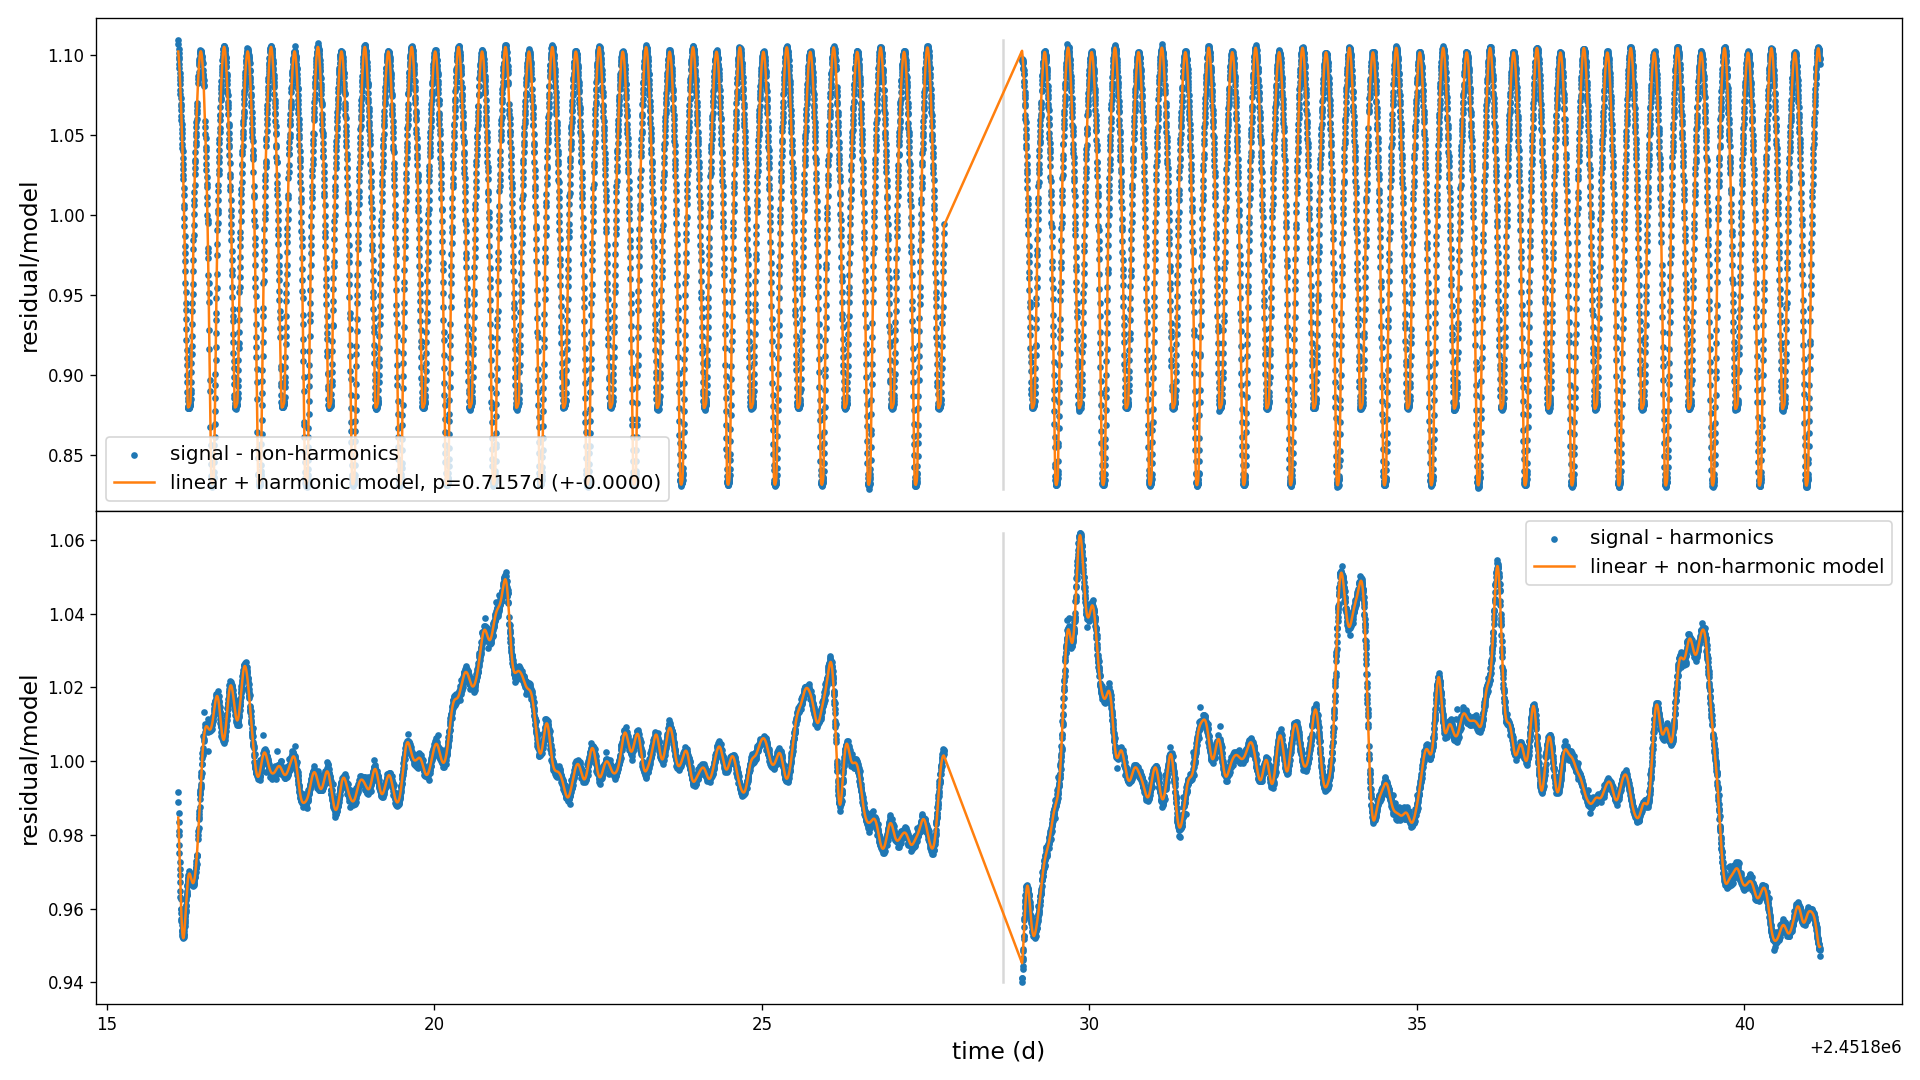 1.10
1.05
1.00
0.95
0.90
0.85
residual/model
signal - non-harmonics
linear + harmonic model, p=0.7157d (+-0.0000)
1.06
1.04
1.02
1.00
0.98
0.96
0.94
residual/model
signal - harmonics
linear + non-harmonic model
15 20 25 30 35 40
time (d)
+2.4518e6